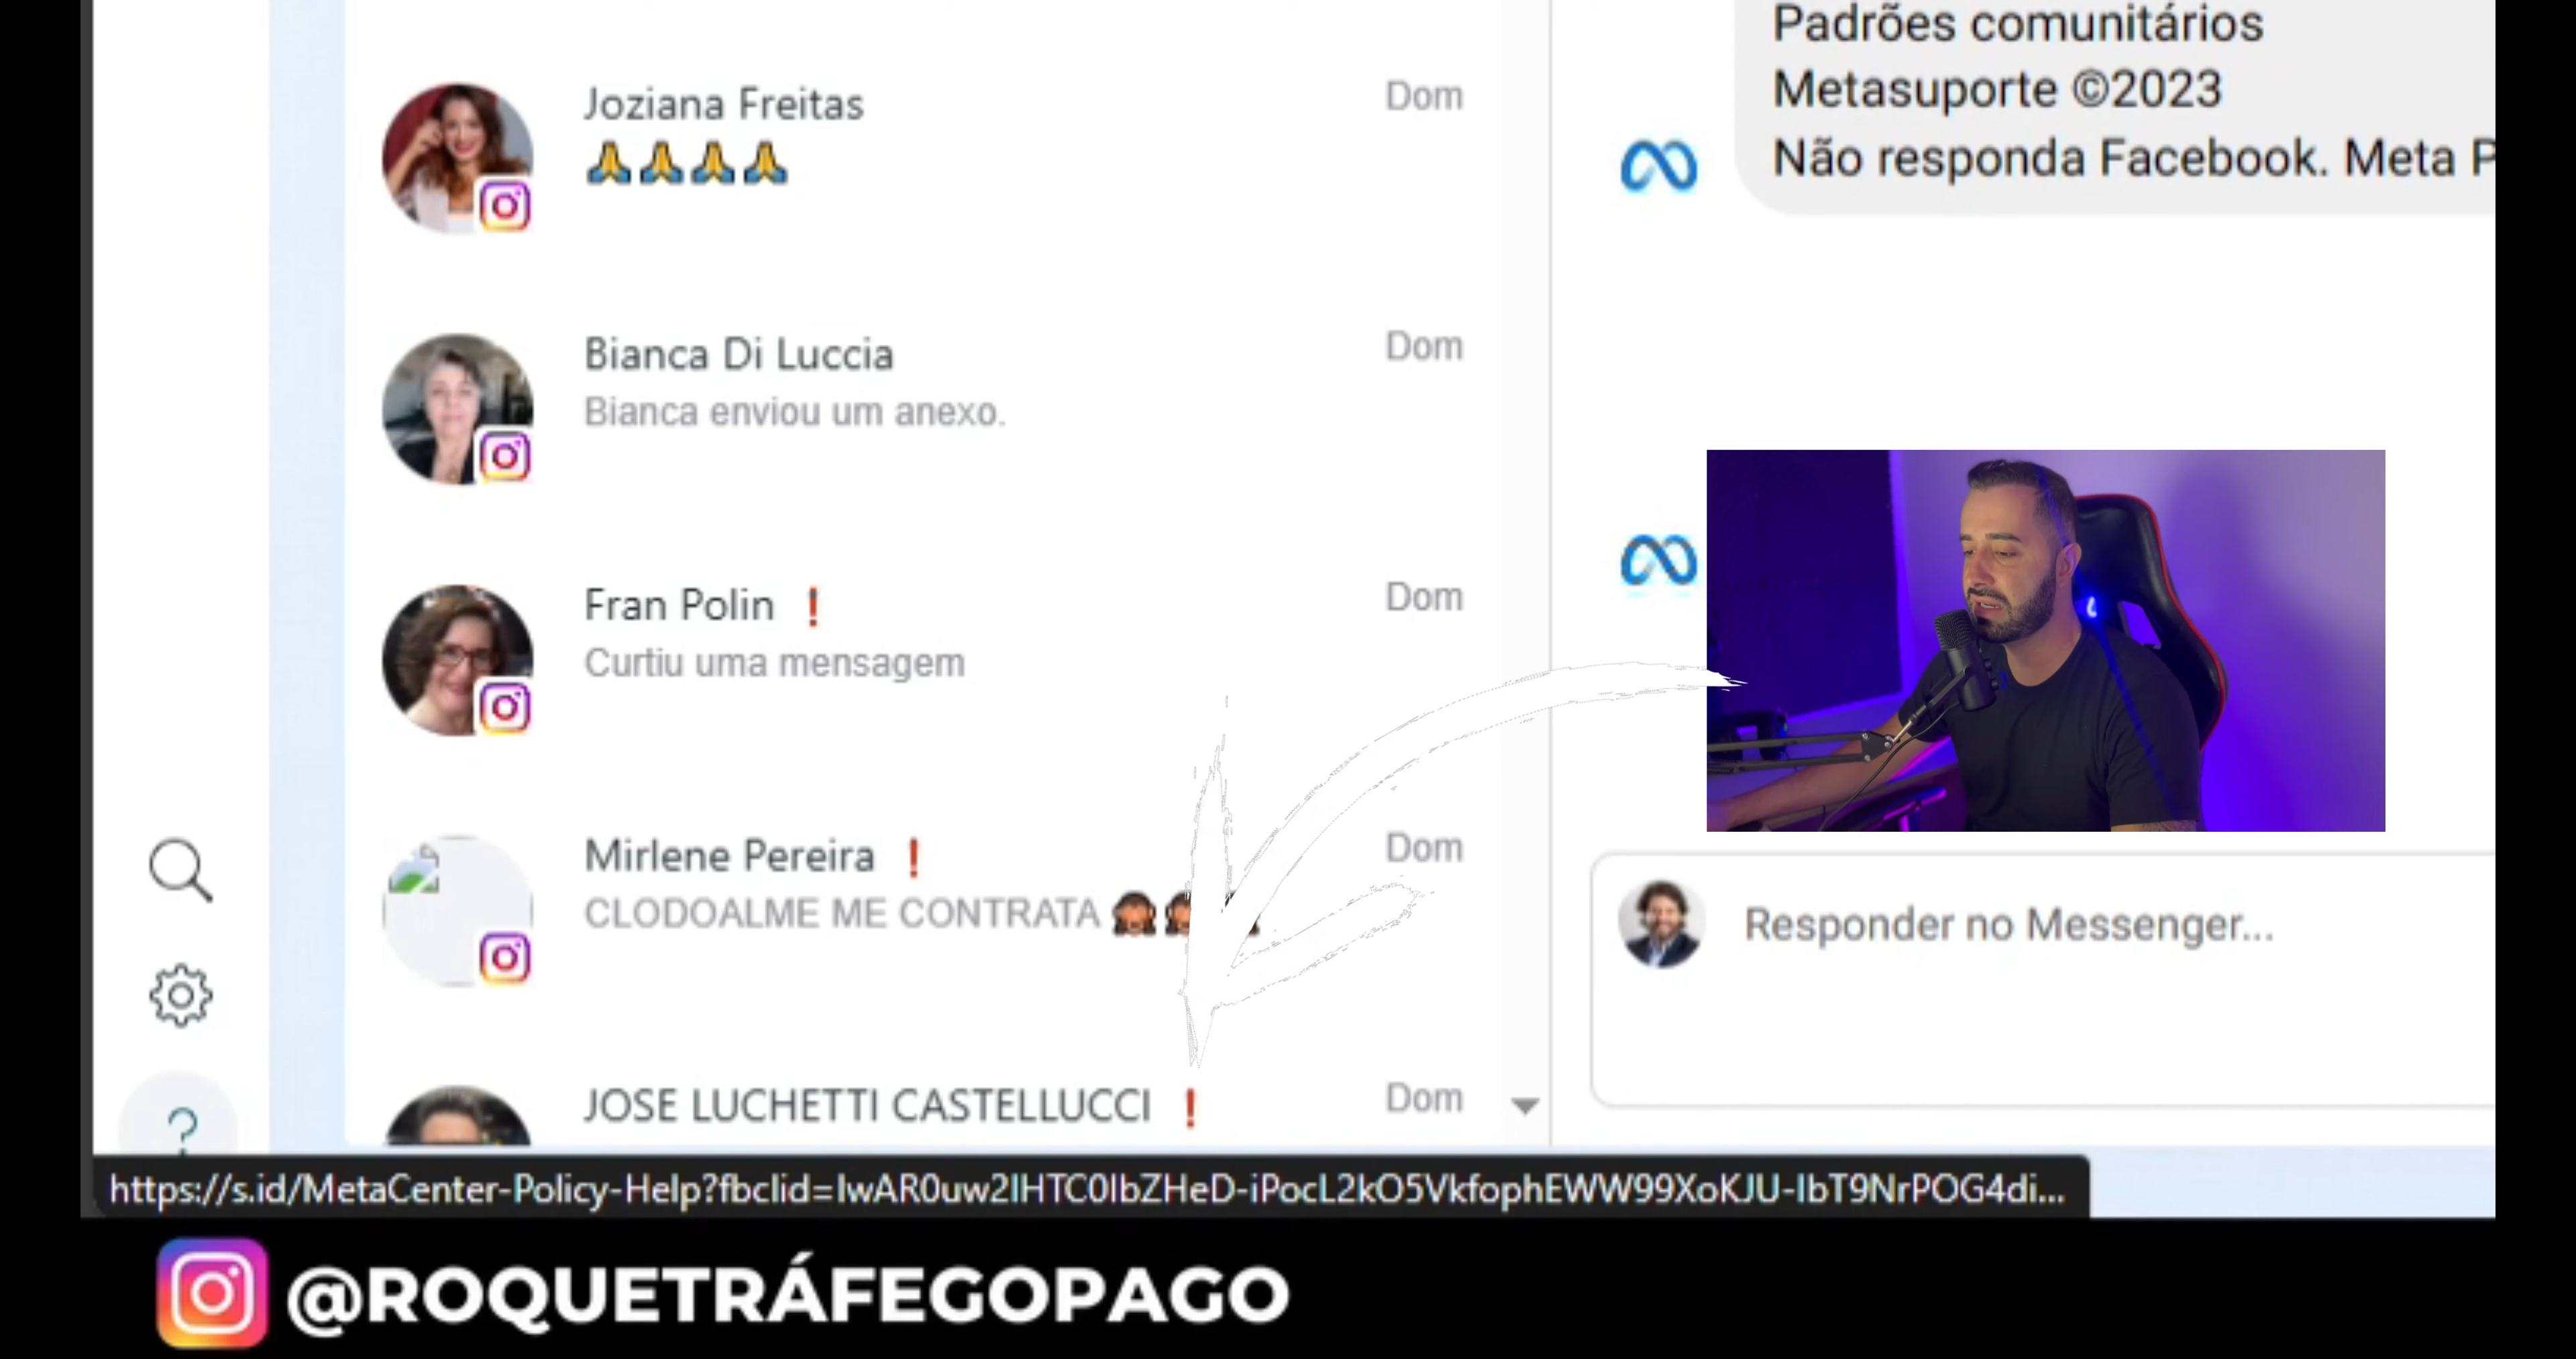 Padrões comunitários
Metasuporte ©2023
Não responda Facebook. Meta P
Joziana Freitas
Dom
🙏🙏🙏🙏
Bianca Di Luccia
Dom
Bianca enviou um anexo.
Fran Polin ❗
Dom
Curtiu uma mensagem
Mirlene Pereira ❗
Dom
CLODOALME ME CONTRATA
JOSE LUCHETTI CASTELLUCCI ❗
Dom
Responder no Messenger...
https://s.id/MetaCenter-Policy-Help?fbclid=IwAR0uw2IHTC0IbZHeD-iPocL2kO5VkfophEWW99XoKJU-IbT9NrPOG4di...
@ROQUETRÁFEGOPAGO